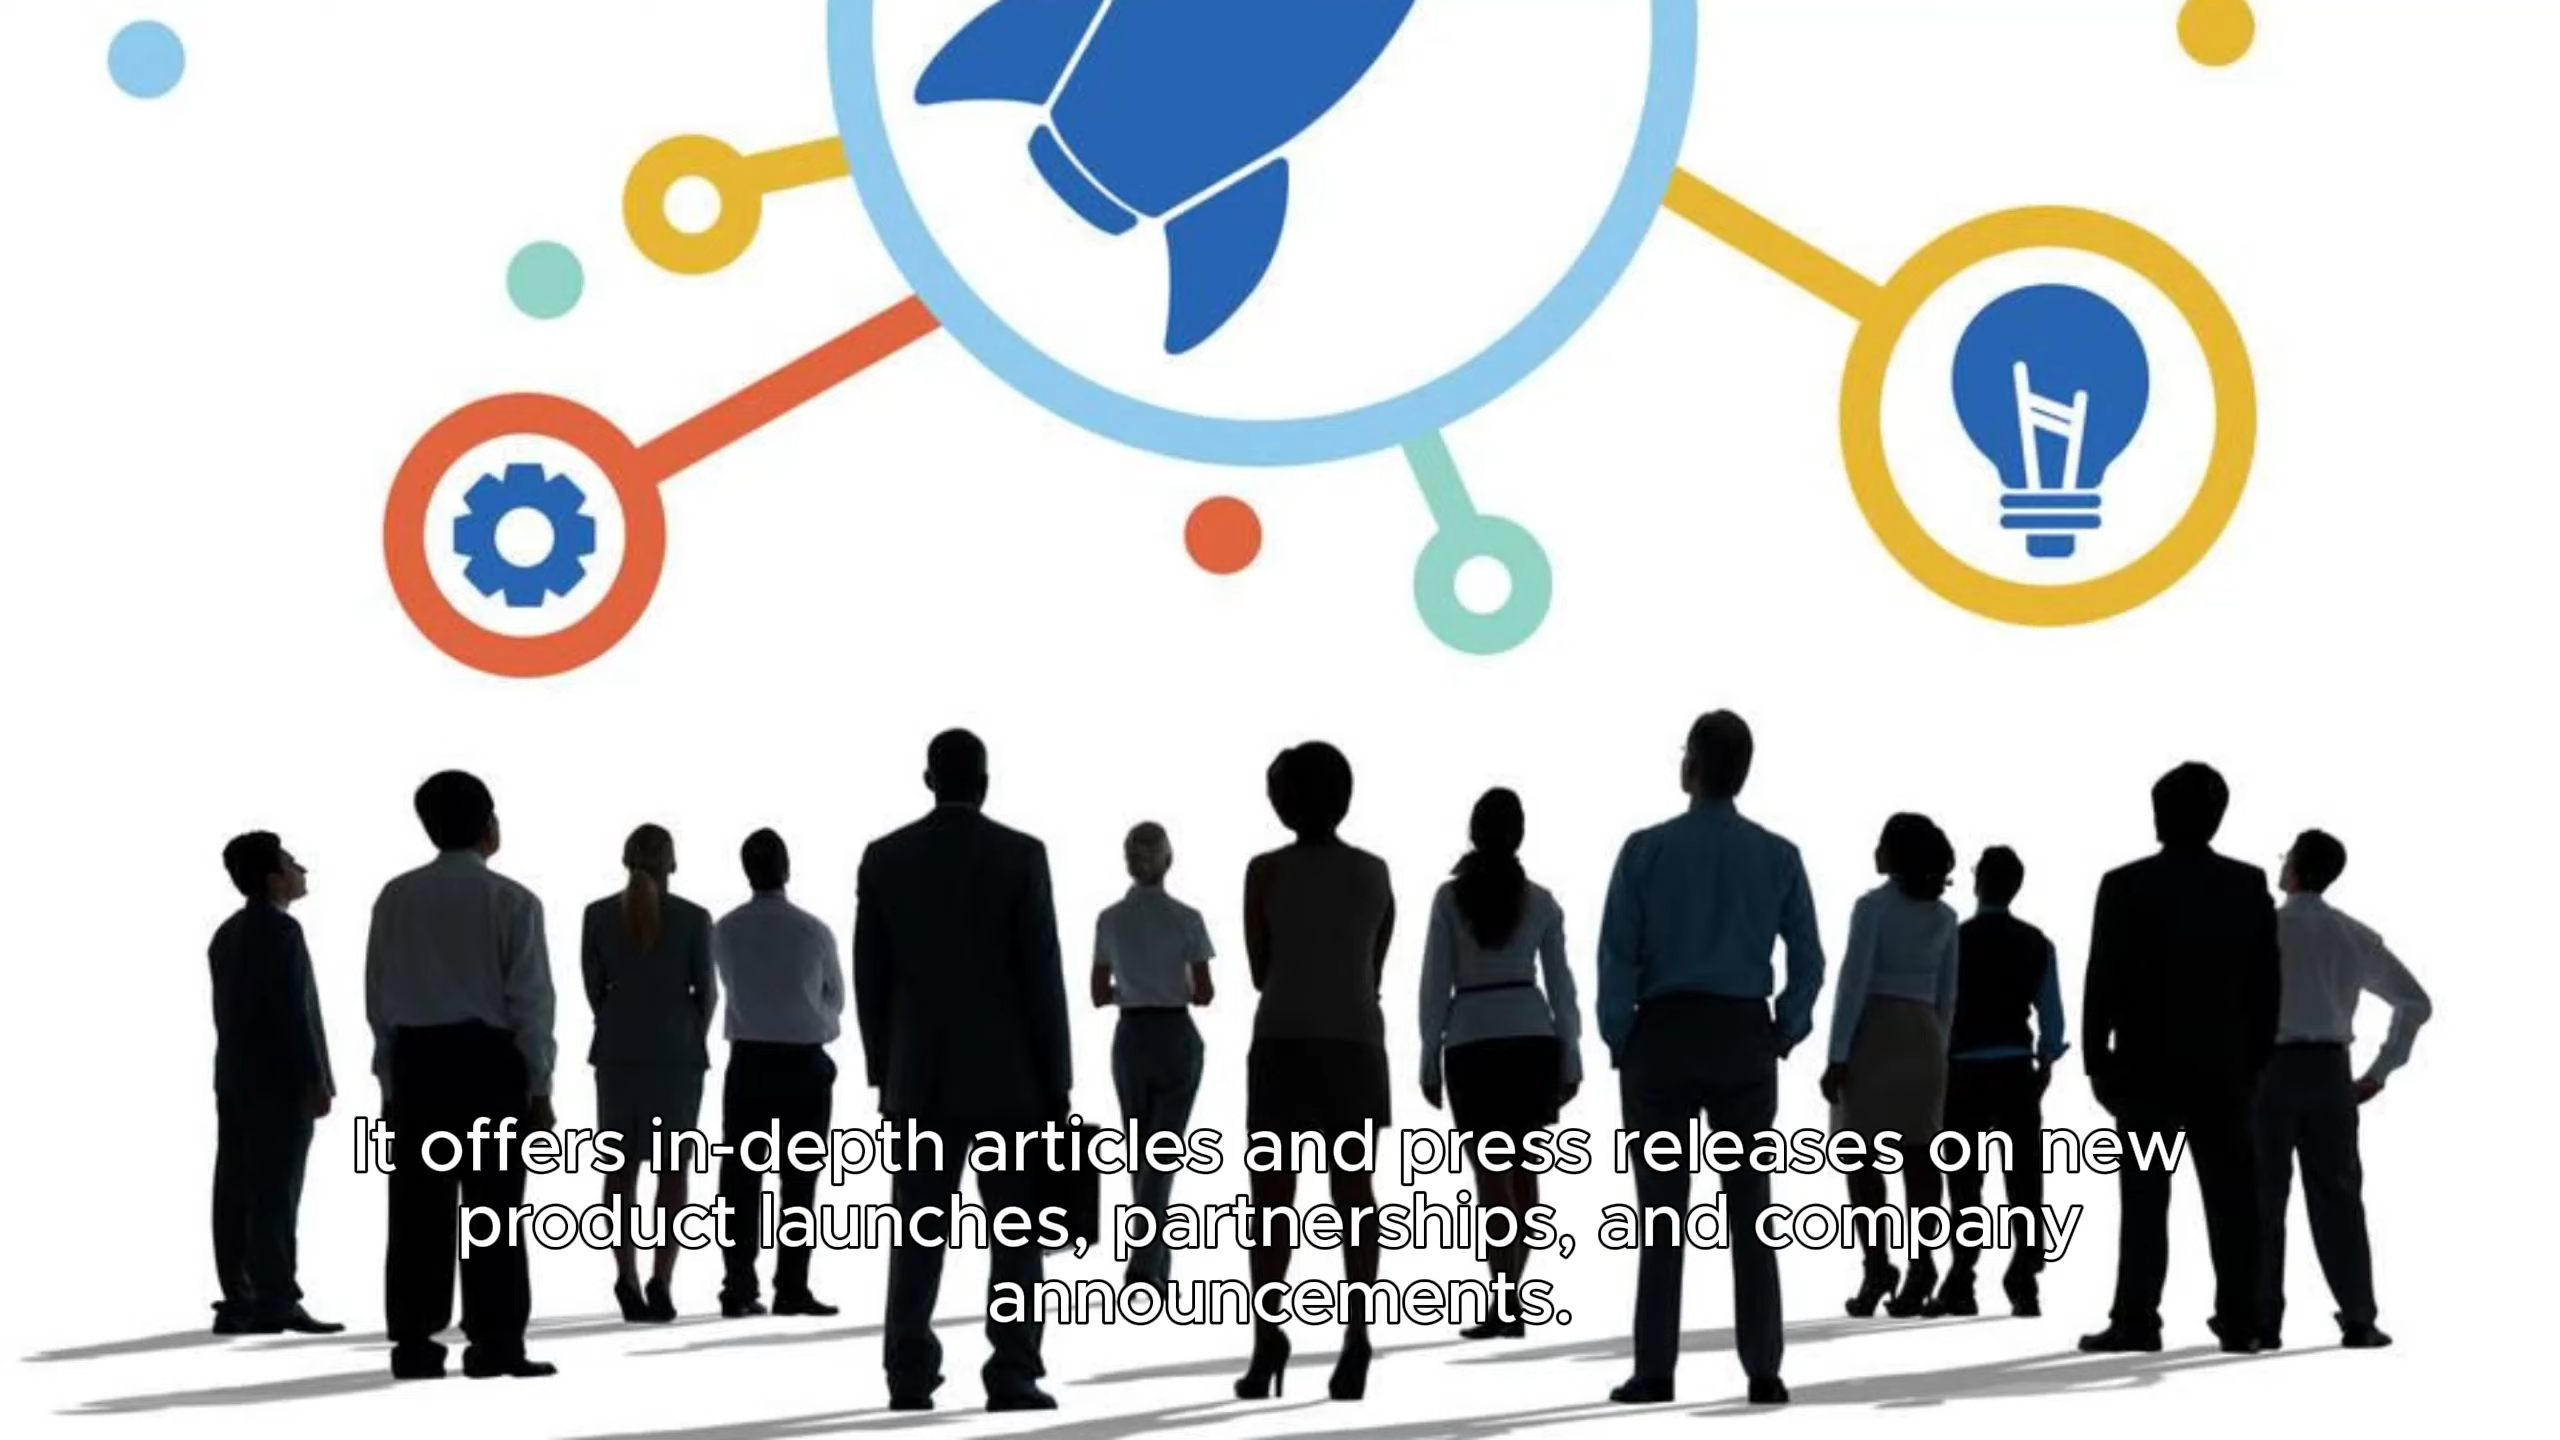 It offers in-depth articles and press releases on new
product launches, partnerships, and company
announcements.